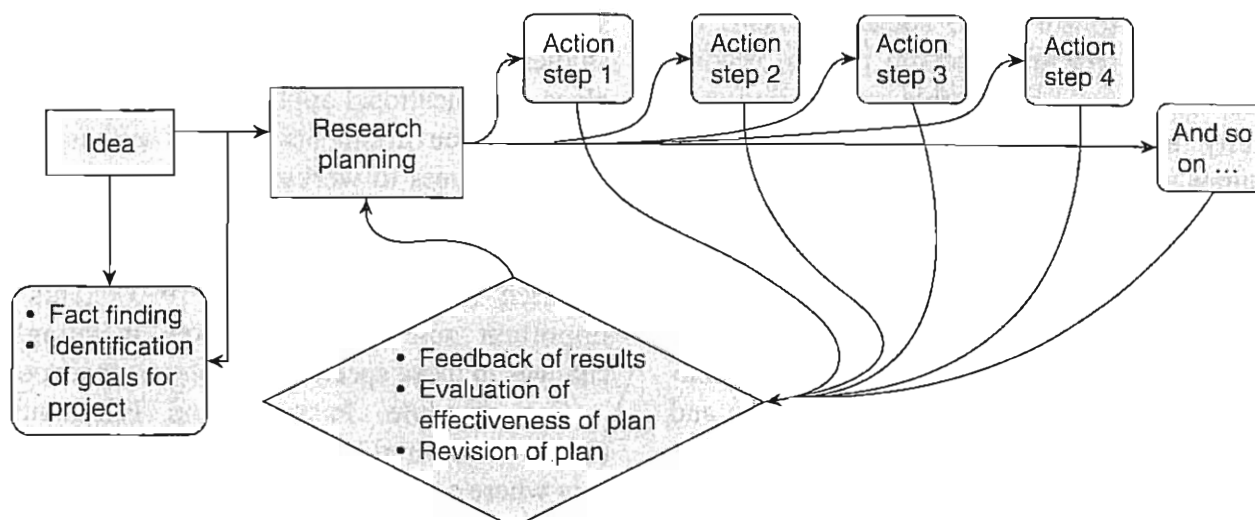 Idea
• Fact finding
• Identification
of goals for
project
Research
planning
Action
step 1
Action
step 2
Action
step 3
Action
step 4
And so
on ...
• Feedback of results
• Evaluation of
effectiveness of plan
• Revision of plan